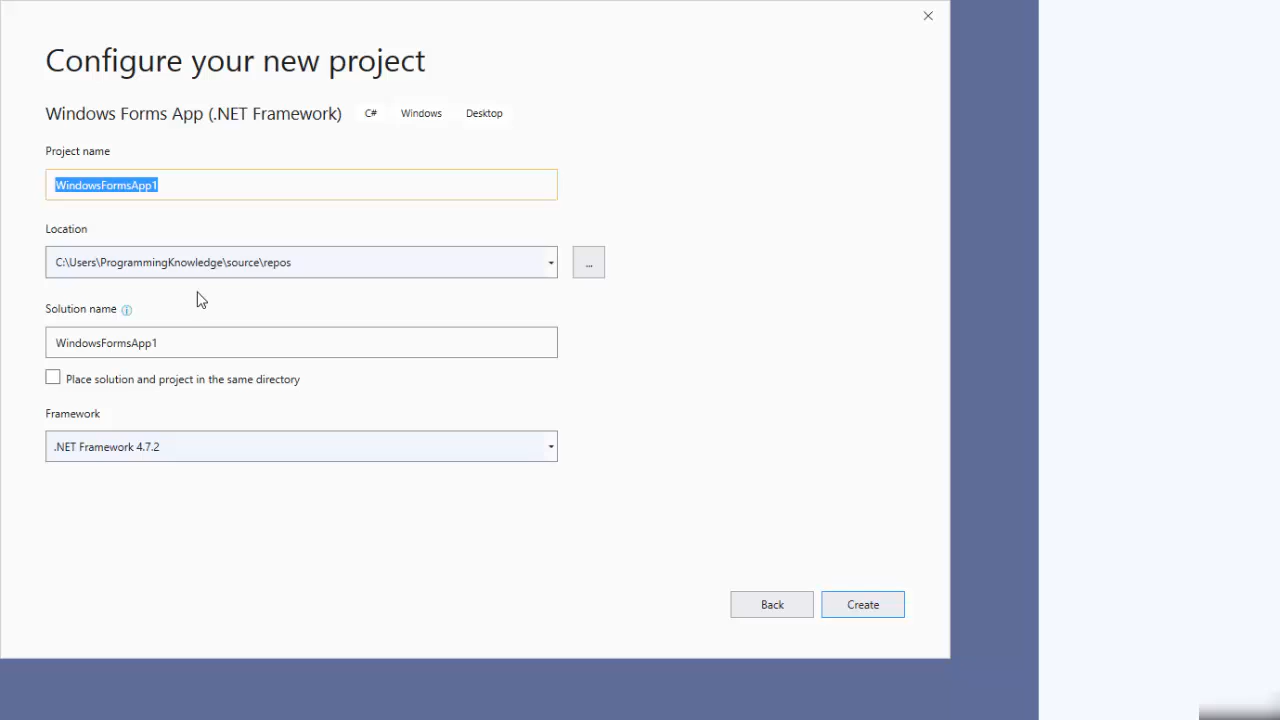 Configure your new project
Windows Forms App (.NET Framework) C# Windows Desktop
Project name
WindowsFormsApp1
Location
C:\Users\ProgrammingKnowledge\source\repos
...
Solution name
WindowsFormsApp1
Place solution and project in the same directory
Framework
.NET Framework 4.7.2
Back Create